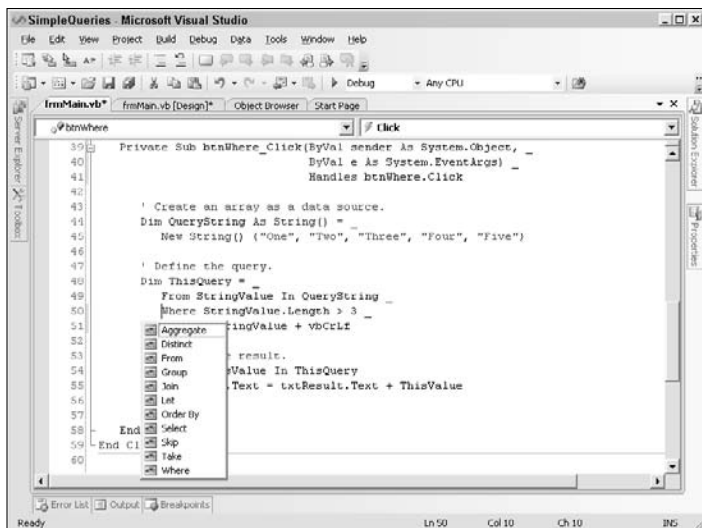 SimpleQueries - Microsoft Visual Studio
File Edit View Project Build Debug Data Tools Window Help
Debug Any CPU
frmMain.vb* frmMain.vb [Design]* Object Browser Start Page
btnWhere Click
Server Explorer
Toolbox
Solution Explorer
Properties
39 Private Sub btnWhere_Click(ByVal sender As System.Object, _
40 ByVal e As System.EventArgs) _
41 Handles btnWhere.Click
42
43 ' Create an array as a data source.
44 Dim QueryString As String() = _
45 New String() {"One", "Two", "Three", "Four", "Five"}
46
47 ' Define the query.
48 Dim ThisQuery = _
49 From StringValue In QueryString _
50 Where StringValue.Length > 3 _
51 ringValue + vbCrLf
52
53 e result.
54 sValue In ThisQuery
55 .Text = txtResult.Text + ThisValue
56
57
58 End
59 End Cl
60
Aggregate
Distinct
From
Group
Join
Let
Order By
Select
Skip
Take
Where
Error List Output Breakpoints
Ready Ln 50 Col 10 Ch 10 INS